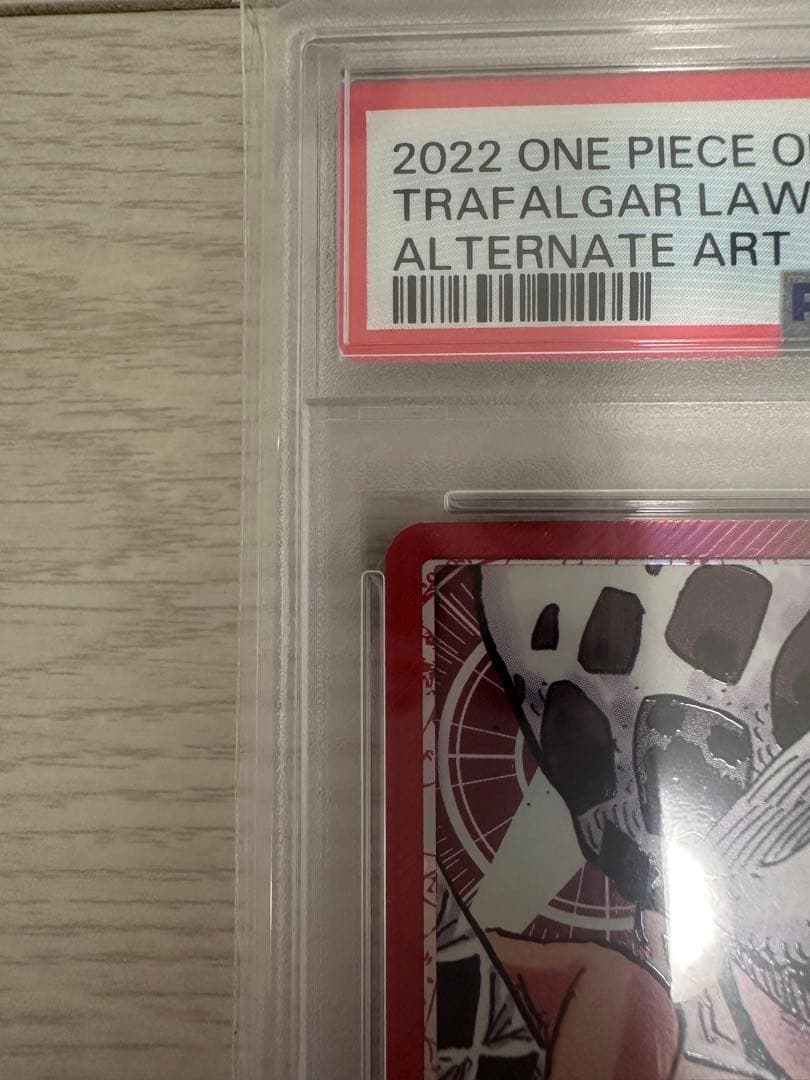 2022 ONE PIECE
TRAFALGAR LAW
ALTERNATE ART